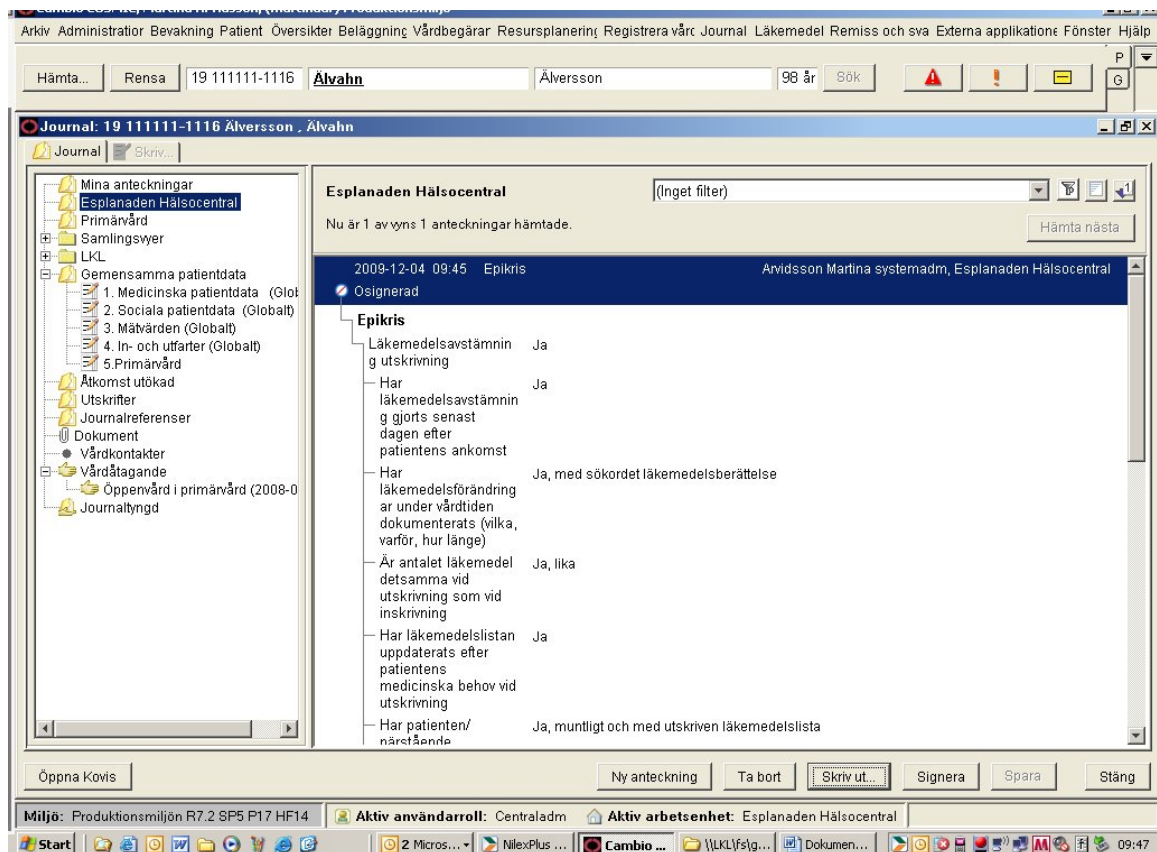 Arkiv Administratior Bevakning Patient Översikter Beläggninç Vårdbegärar Resursplanerinç Registrera vårc Journal Läkemedel Remiss och sva Externa applikatione Fönster Hjälp
Hämta... Rensa 19 111111-1116 Älvahn Älversson 98 år Sök
P
G
Journal: 19 111111-1116 Älversson , Älvahn
Journal Skriv...
Mina anteckningar
Esplanaden Hälsocentral
Primärvård
Samlingsvyer
LKL
Gemensamma patientdata
1. Medicinska patientdata (Glob
2. Sociala patientdata (Globalt)
3. Mätvärden (Globalt)
4. In- och utfarter (Globalt)
5.Primärvård
Åtkomst utökad
Utskrifter
Journalreferenser
Dokument
Vårdkontakter
Vårdåtagande
Öppenvård i primärvård (2008-0
Journaltyngd
Esplanaden Hälsocentral (Inget filter)
Nu är 1 av vyns 1 anteckningar hämtade. Hämta nästa
2009-12-04 09:45 Epikris Arvidsson Martina systemadm, Esplanaden Hälsocentral
Osignerad
Epikris
Läkemedelsavstämnin Ja
g utskrivning
Har Ja
läkemedelsavstämnin
g gjorts senast
dagen efter
patientens ankomst
Har Ja, med sökordet läkemedelsberättelse
läkemedelsförändring
ar under vårdtiden
dokumenterats (vilka,
varför, hur länge)
Är antalet läkemedel Ja, lika
detsamma vid
utskrivning som vid
inskrivning
Har läkemedelslistan Ja
uppdaterats efter
patientens
medicinska behov vid
utskrivning
Har patienten/ Ja, muntligt och med utskriven läkemedelslista
närstående
Öppna Kovis Ny anteckning Ta bort Skriv ut... Signera Spara Stäng
Miljö: Produktionsmiljön R7.2 SP5 P17 HF14 Aktiv användarroll: Centraladm Aktiv arbetsenhet: Esplanaden Hälsocentral
Start 2 Micros... NilexPlus ... Cambio ... \\LKL\fs\g... Dokumen... 09:47